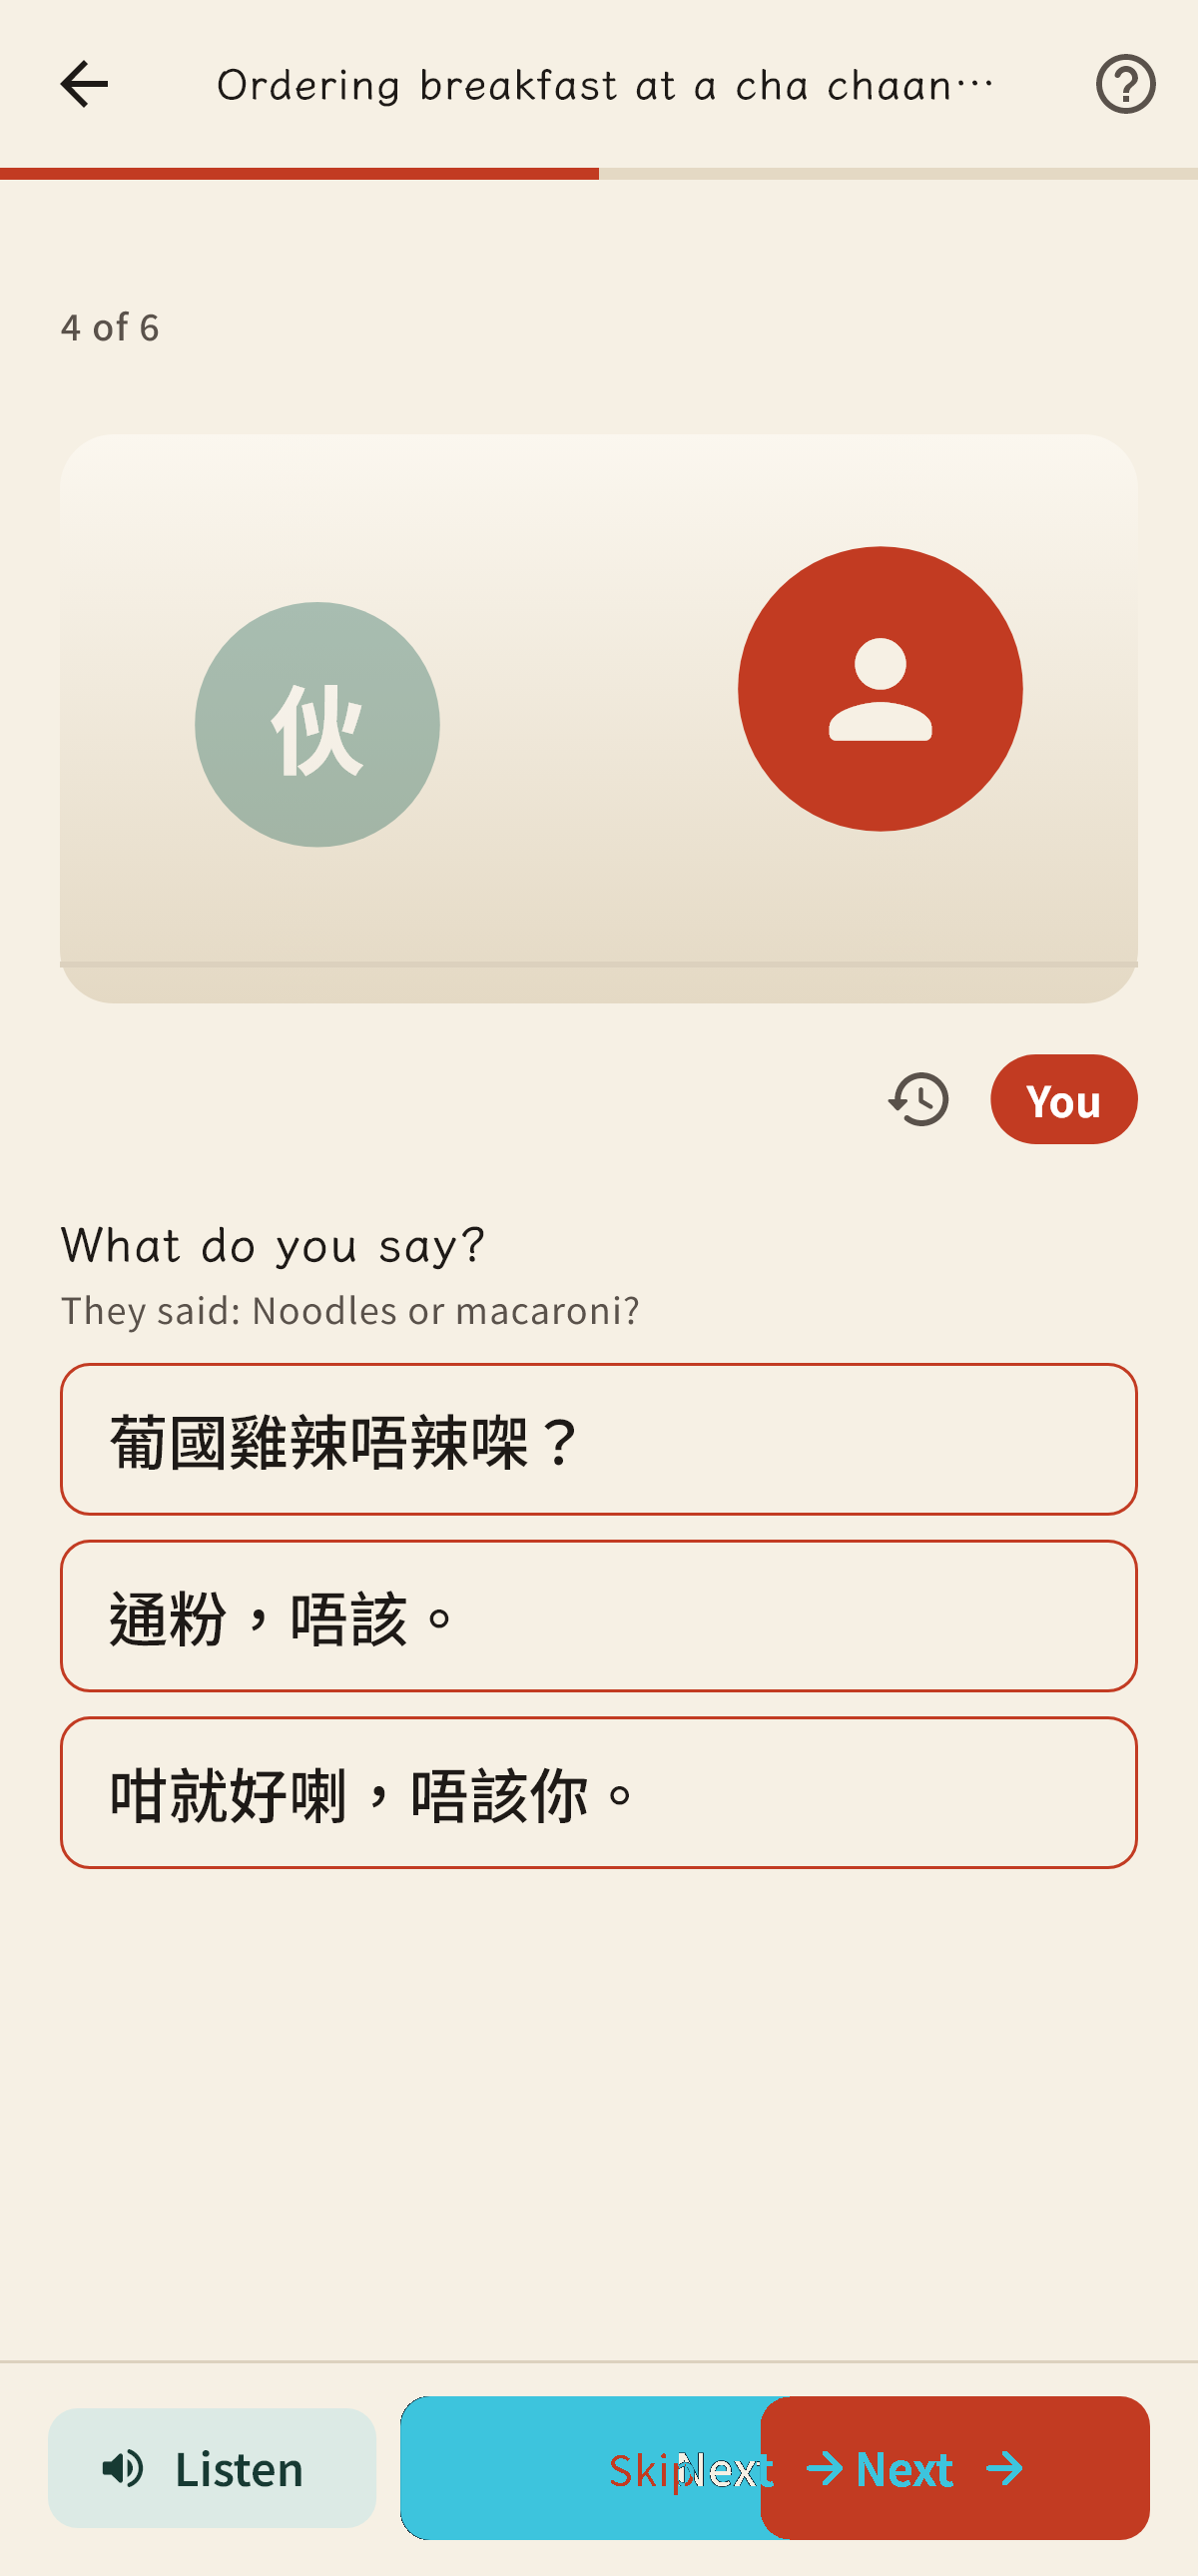 Ordering breakfast at a cha chaan…
4 of 6
伙
You
What do you say?
They said: Noodles or macaroni?
葡國雞辣唔辣㗎？
通粉，唔該。
咁就好喇，唔該你。
Listen
Skip
Next
Next